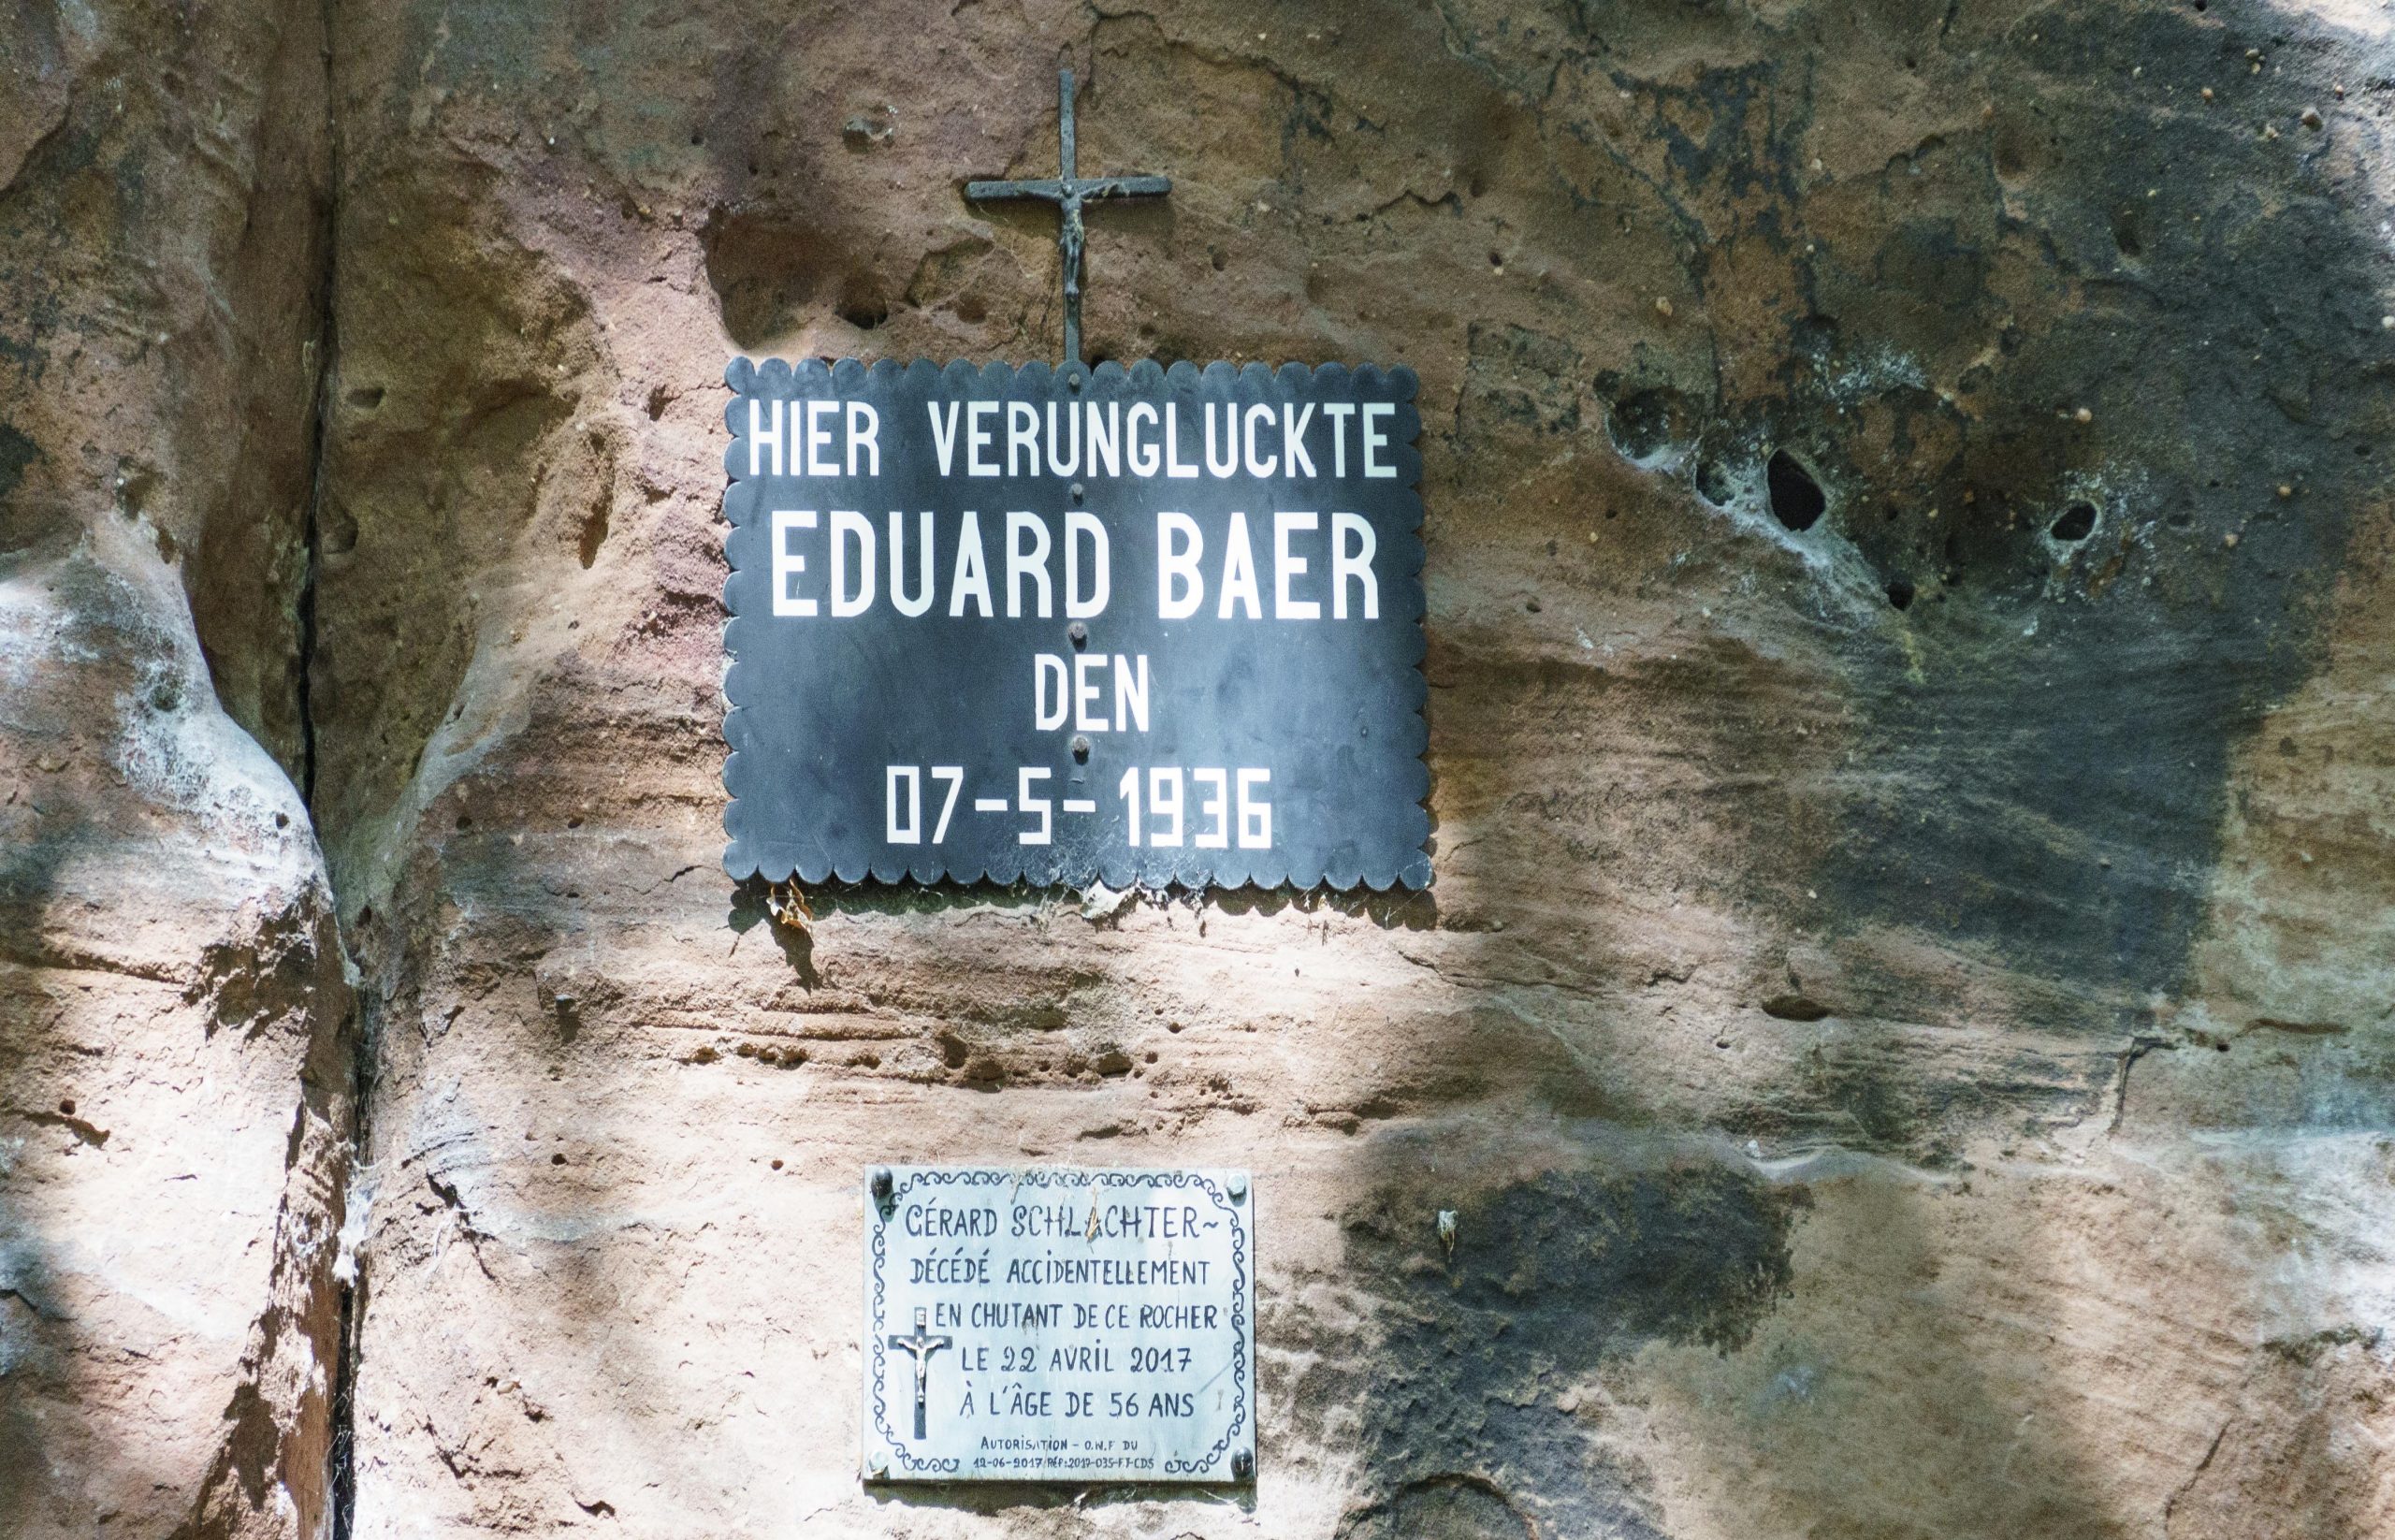 HIER VERUNGLUCKTE
EDUARD BAER
DEN
07-5-1936
GÉRARD SCHLACHTER~
DÉCÉDÉ ACCIDENTELLEMENT
EN CHUTANT DE CE ROCHER
LE 22 AVRIL 2017
À L'ÂGE DE 56 ANS
AUTORISATION - O.N.F DU
12-06-2017